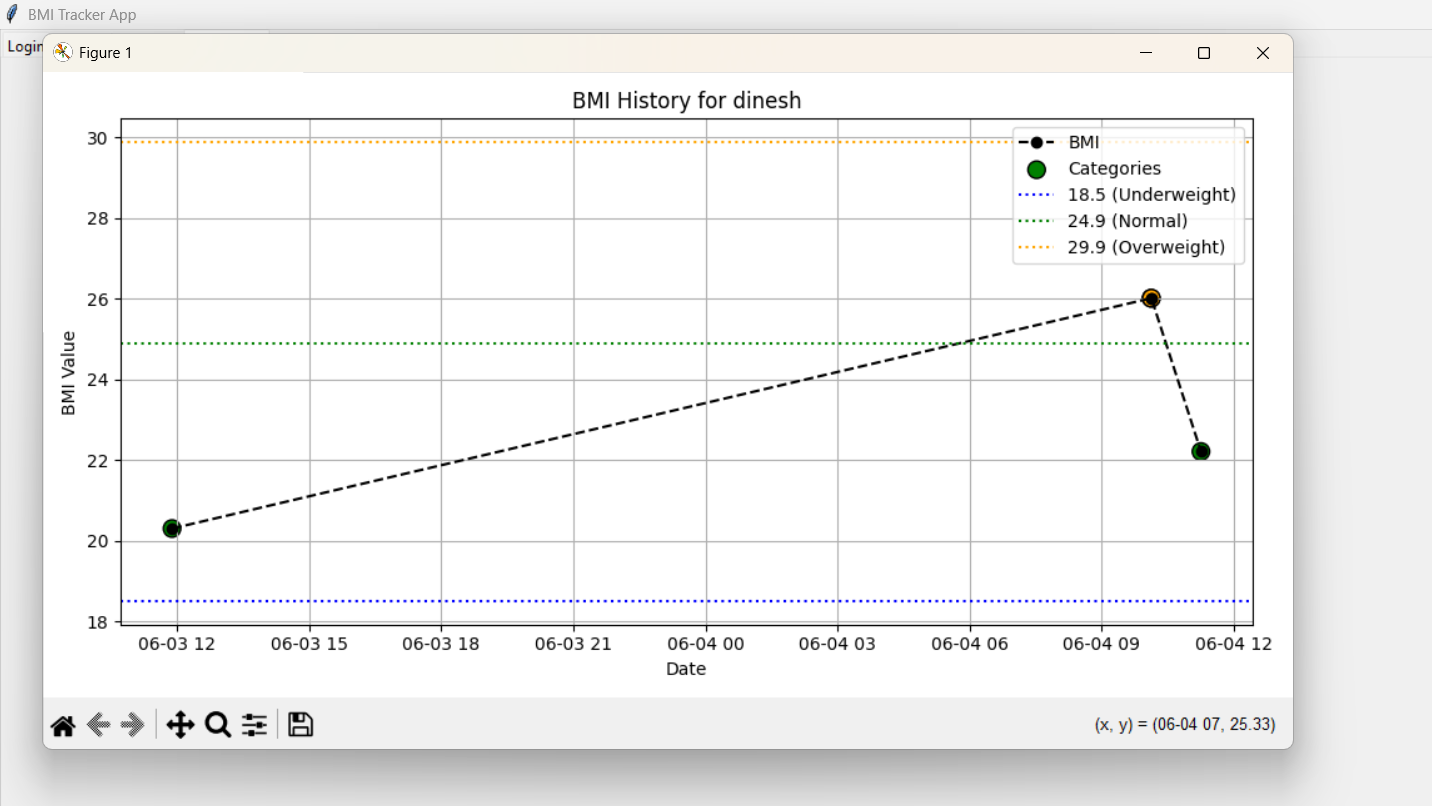 BMI Tracker App
Login
Figure 1
BMI History for dinesh
BMI
Categories
18.5 (Underweight)
24.9 (Normal)
29.9 (Overweight)
30
28
26
24
22
20
18
BMI Value
06-03 12 06-03 15 06-03 18 06-03 21 06-04 00 06-04 03 06-04 06 06-04 09 06-04 12
Date
(x, y) = (06-04 07, 25.33)